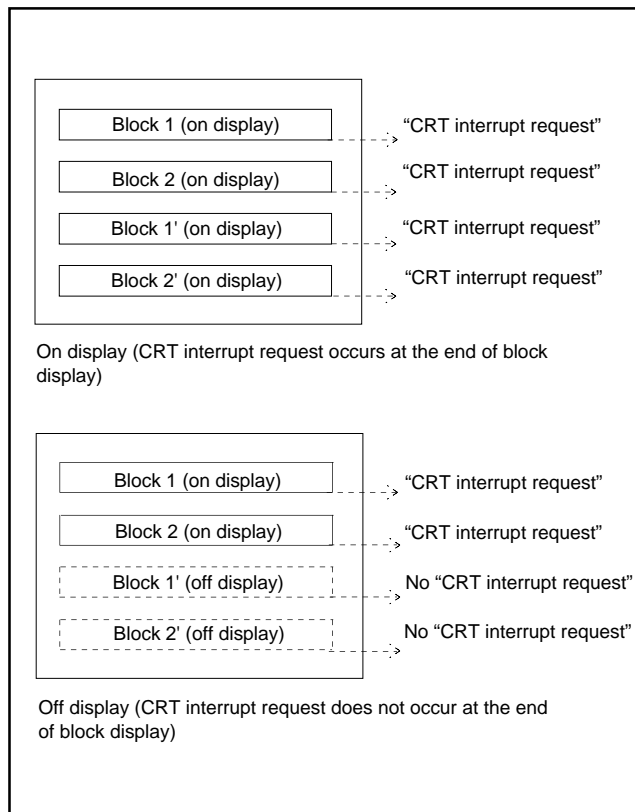 Block 1 (on display)
“CRT interrupt request”
Block 2 (on display)
“CRT interrupt request”
Block 1' (on display)
“CRT interrupt request”
Block 2' (on display)
“CRT interrupt request”
On display (CRT interrupt request occurs at the end of block
display)
Block 1 (on display)
“CRT interrupt request”
Block 2 (on display)
“CRT interrupt request”
Block 1' (off display)
No “CRT interrupt request”
Block 2' (off display)
No “CRT interrupt request”
Off display (CRT interrupt request does not occur at the end
of block display)